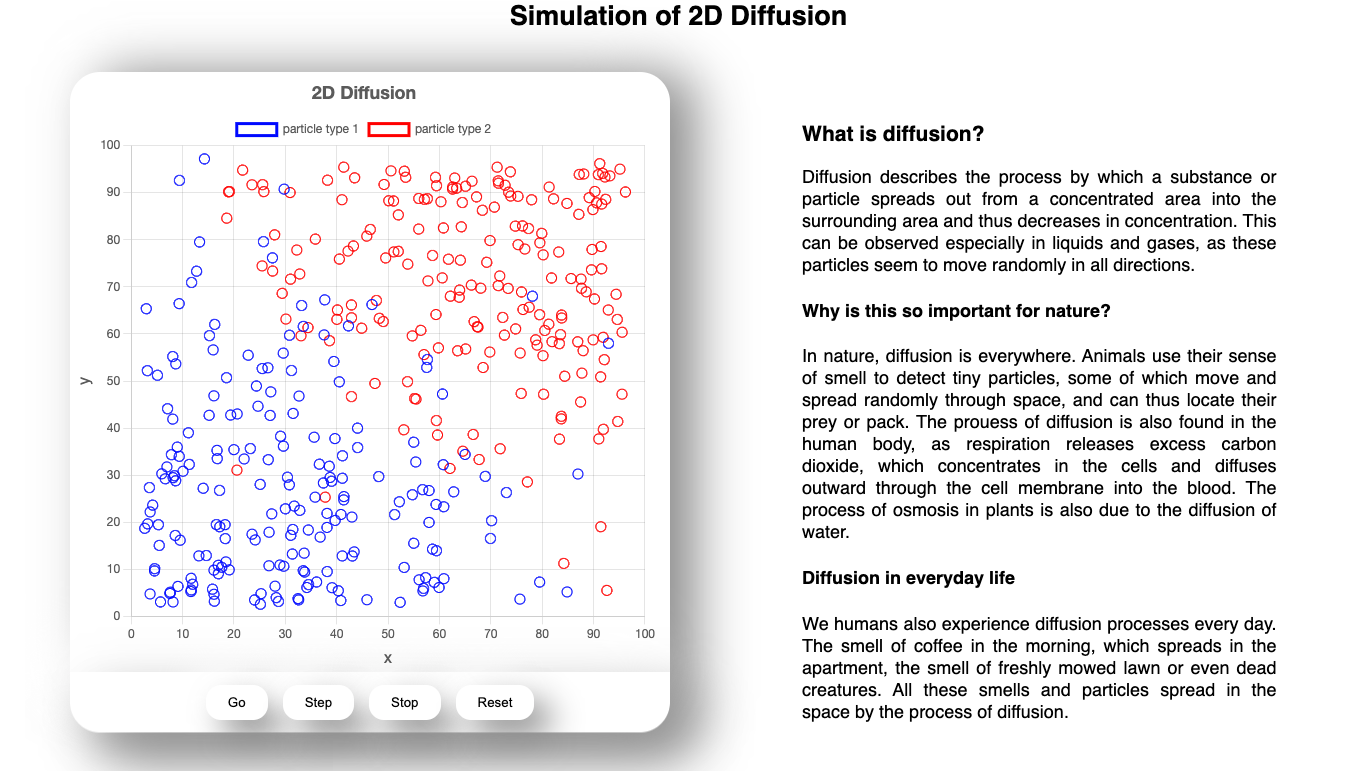 Simulation of 2D Diffusion
2D Diffusion
particle type 1 particle type 2
100
90
80
70
60
50
40
30
20
10
0
y
0 10 20 30 40 50 60 70 80 90 100
x
Go Step Stop Reset
What is diffusion?
Diffusion describes the process by which a substance or
particle spreads out from a concentrated area into the
surrounding area and thus decreases in concentration. This
can be observed especially in liquids and gases, as these
particles seem to move randomly in all directions.
Why is this so important for nature?
In nature, diffusion is everywhere. Animals use their sense
of smell to detect tiny particles, some of which move and
spread randomly through space, and can thus locate their
prey or pack. The prouess of diffusion is also found in the
human body, as respiration releases excess carbon
dioxide, which concentrates in the cells and diffuses
outward through the cell membrane into the blood. The
process of osmosis in plants is also due to the diffusion of
water.
Diffusion in everyday life
We humans also experience diffusion processes every day.
The smell of coffee in the morning, which spreads in the
apartment, the smell of freshly mowed lawn or even dead
creatures. All these smells and particles spread in the
space by the process of diffusion.